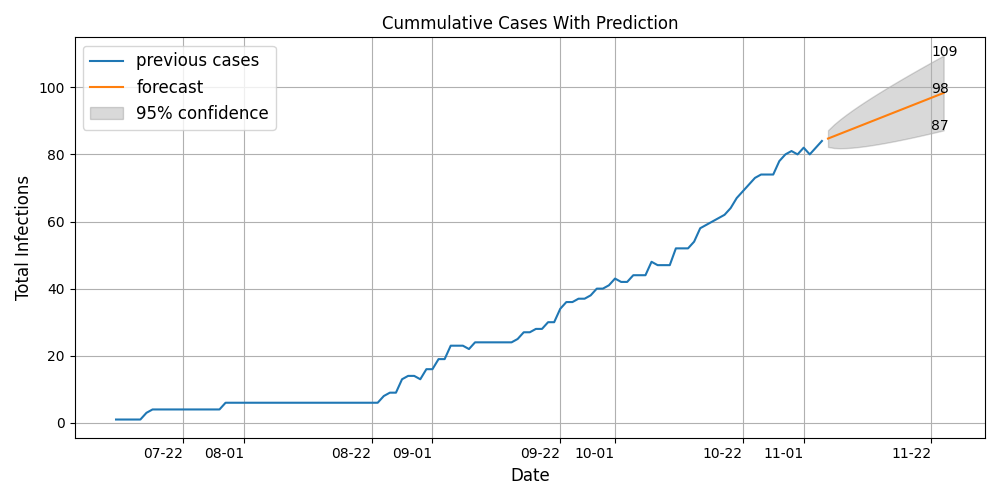 Cummulative Cases With Prediction
previous cases
forecast
95% confidence
109
98
87
Total Infections
100
80
60
40
20
0
07-22 08-01 08-22 09-01 09-22 10-01 10-22 11-01 11-22
Date